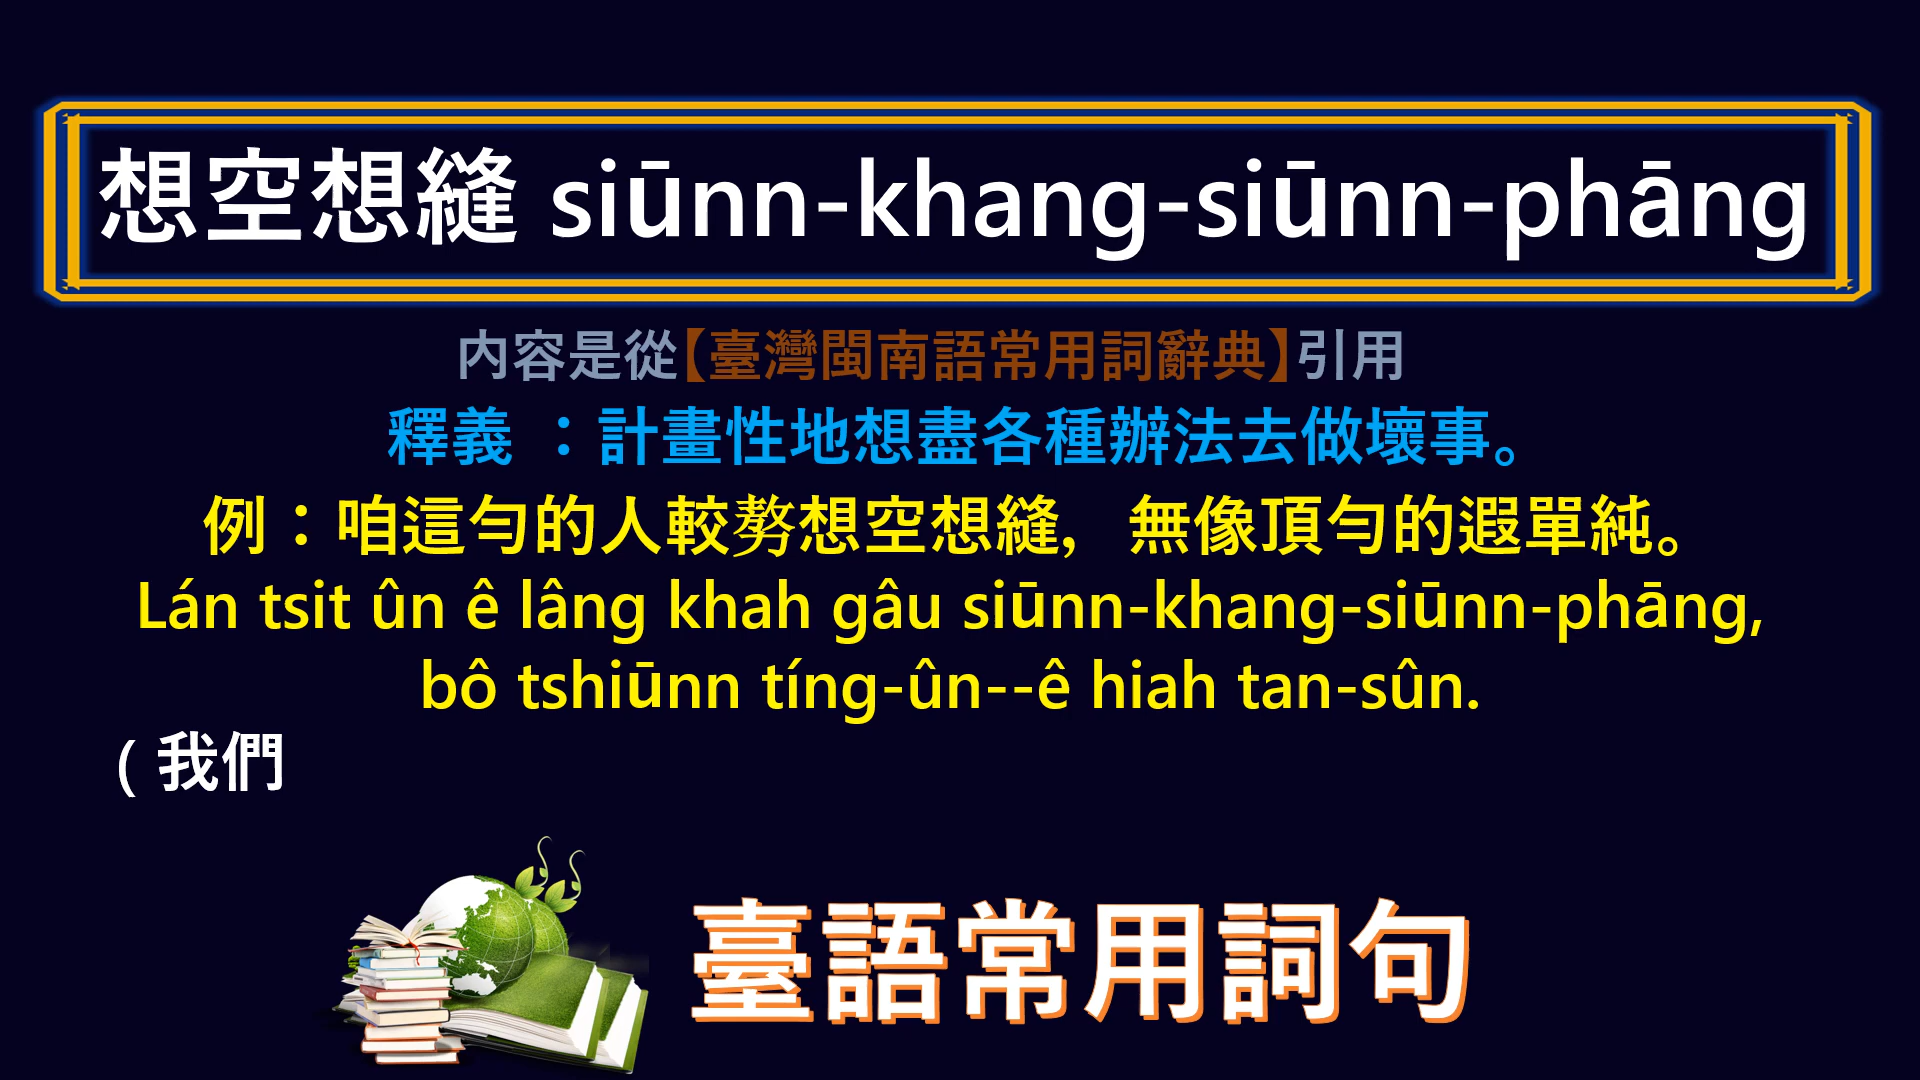 想空想縫 siūnn-khang-siūnn-phāng
內容是從【臺灣閩南語常用詞辭典】引用
釋義 ：計畫性地想盡各種辦法去做壞事。
例：咱這勻的人較𠢕想空想縫，無像頂勻的遐單純。
Lán tsit ûn ê lâng khah gâu siūnn-khang-siūnn-phāng,
bô tshiūnn tíng-ûn--ê hiah tan-sûn.
( 我們
臺語常用詞句